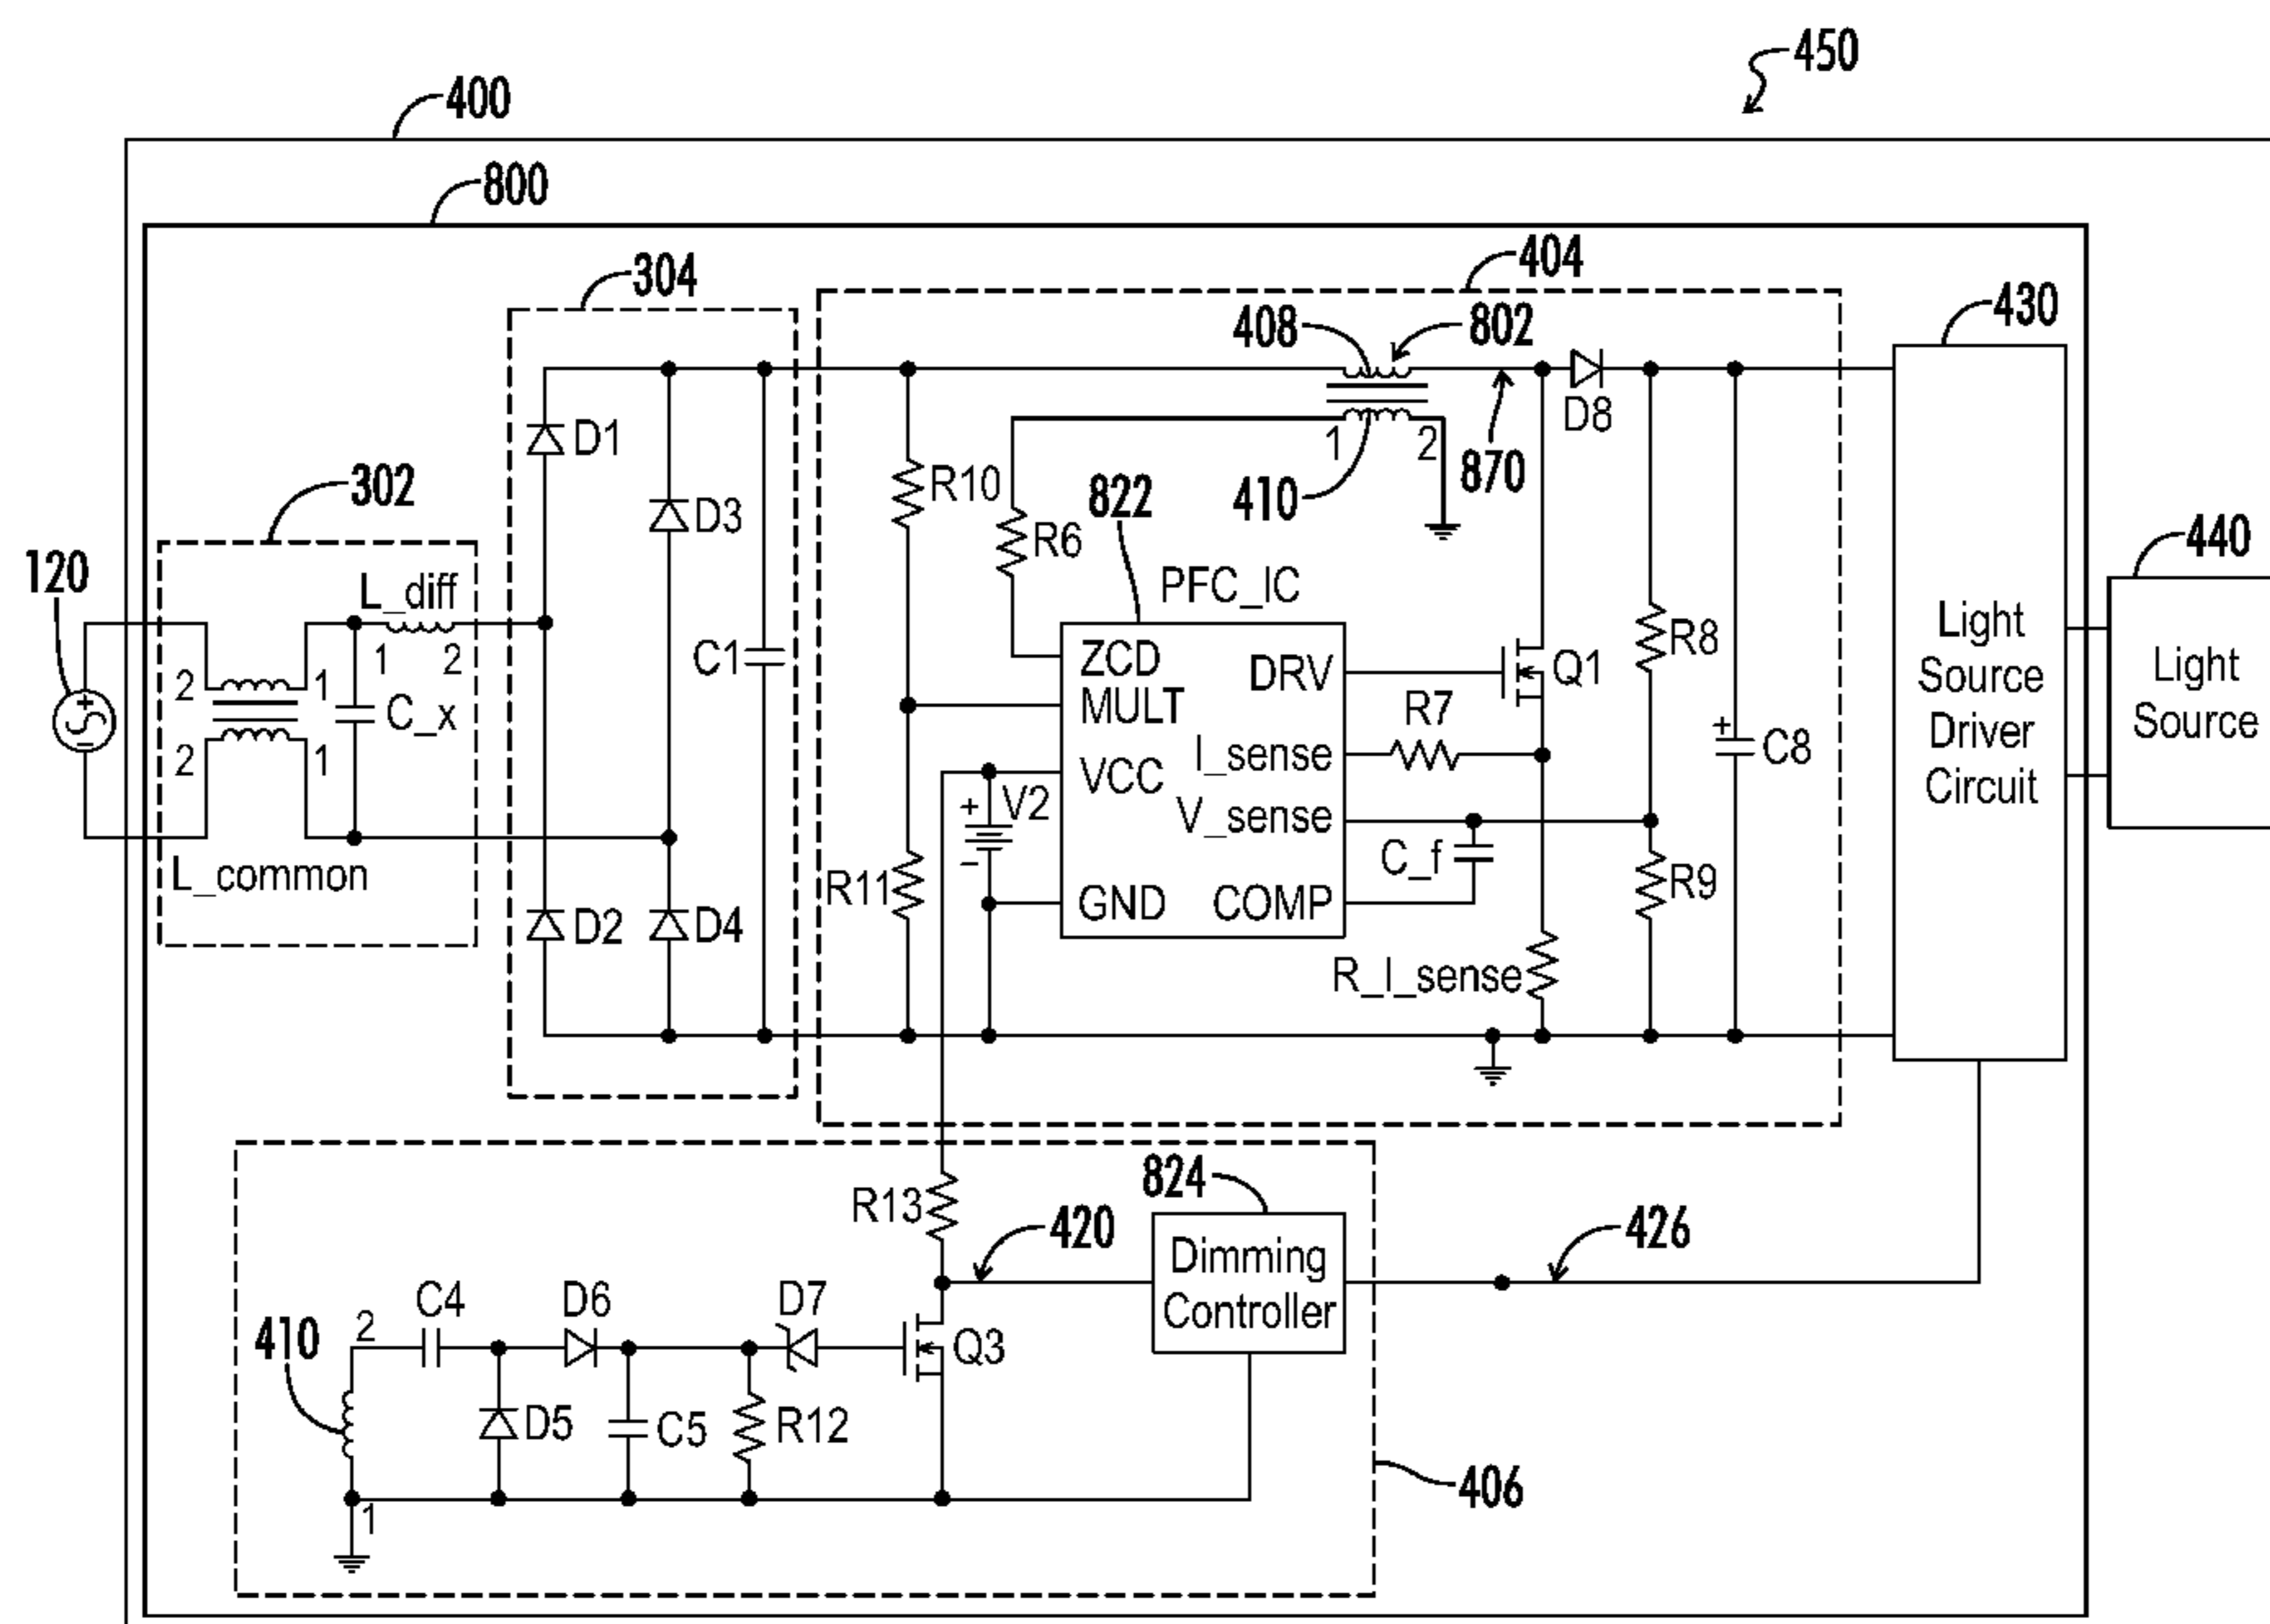 450
400
800
304
404
430
408
802
D1
D8
1
2
R10
870
302
822
410
D3
R6
440
120
L_diff
PFC_IC
1
2
C1
ZCD
DRV
Q1
R8
Light
Source
Driver
Circuit
Light
Source
2
1
C_x
MULT
R7
2
1
I_sense
VCC
+
V2
-
V_sense
+
C8
L_common
R11
C_f
R9
GND
COMP
D2
D4
R_I_sense
R13
824
420
426
Dimming
Controller
C4
D6
D7
2
410
Q3
D5
C5
R12
406
1